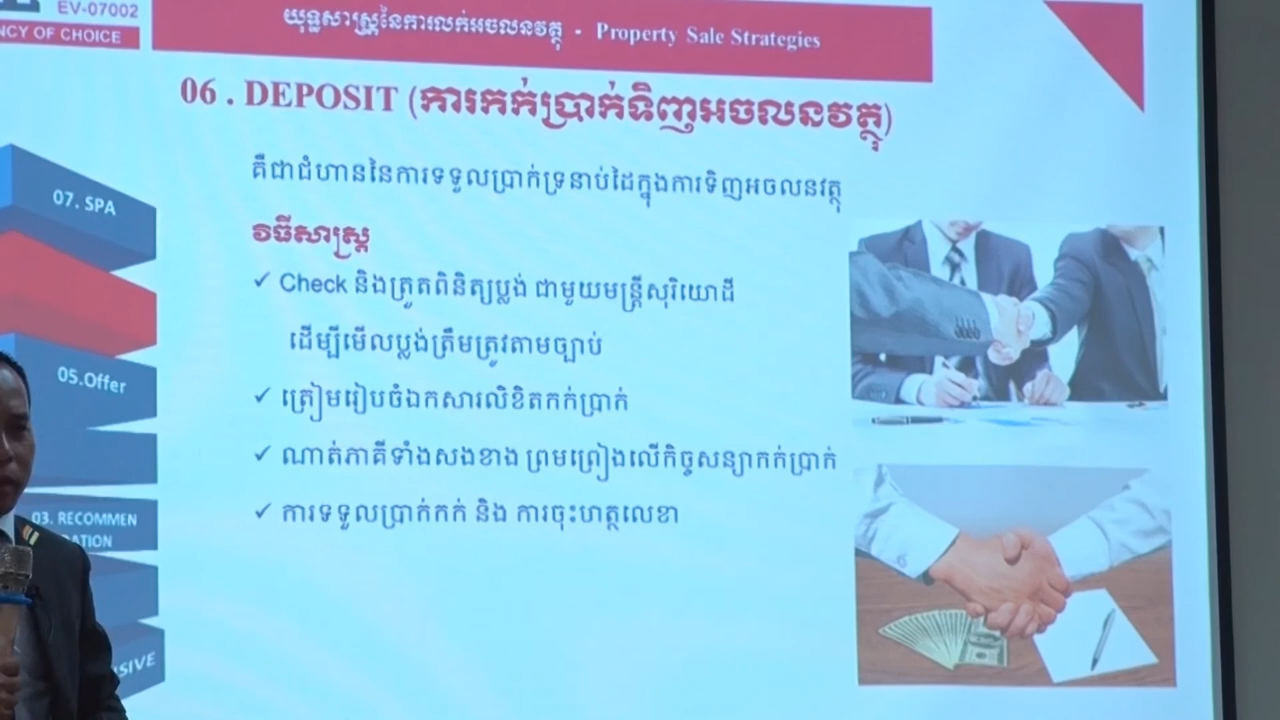 EV-07002
NCY OF CHOICE
យុទ្ធសាស្ត្រនៃការលក់អចលនវត្ថុ - Property Sale Strategies
06 . DEPOSIT (ការកក់ប្រាក់ទិញអចលនវត្ថុ)
គឺជាជំហាននៃការទទួលប្រាក់ទ្រនាប់ដៃក្នុងការទិញអចលនវត្ថុ
វិធីសាស្ត្រ
✓ Check និងត្រួតពិនិត្យប្លង់ ជាមួយមន្ត្រីសុរិយោដី
ដើម្បីមើលប្លង់ត្រឹមត្រូវតាមច្បាប់
✓ ត្រៀមរៀបចំឯកសារលិខិតកក់ប្រាក់
✓ ណាត់ភាគីទាំងសងខាង ព្រមព្រៀងលើកិច្ចសន្យាកក់ប្រាក់
✓ ការទទួលប្រាក់កក់ និង ការចុះហត្ថលេខា
07. SPA
05.Offer
03. RECOMMEN
DATION
SIVE